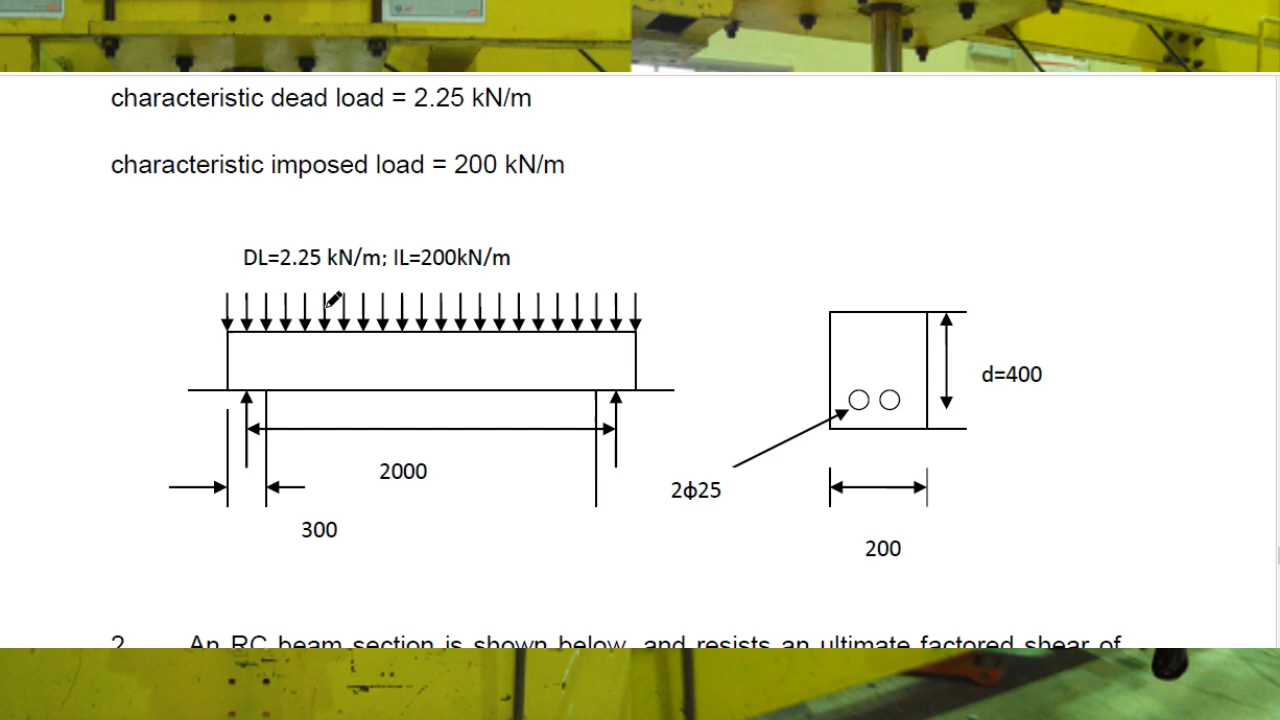 characteristic dead load = 2.25 kN/m
characteristic imposed load = 200 kN/m
DL=2.25 kN/m; IL=200kN/m
d=400
2000
2ϕ25
300
200
2 An RC beam section is shown below, and resists an ultimate factored shear of